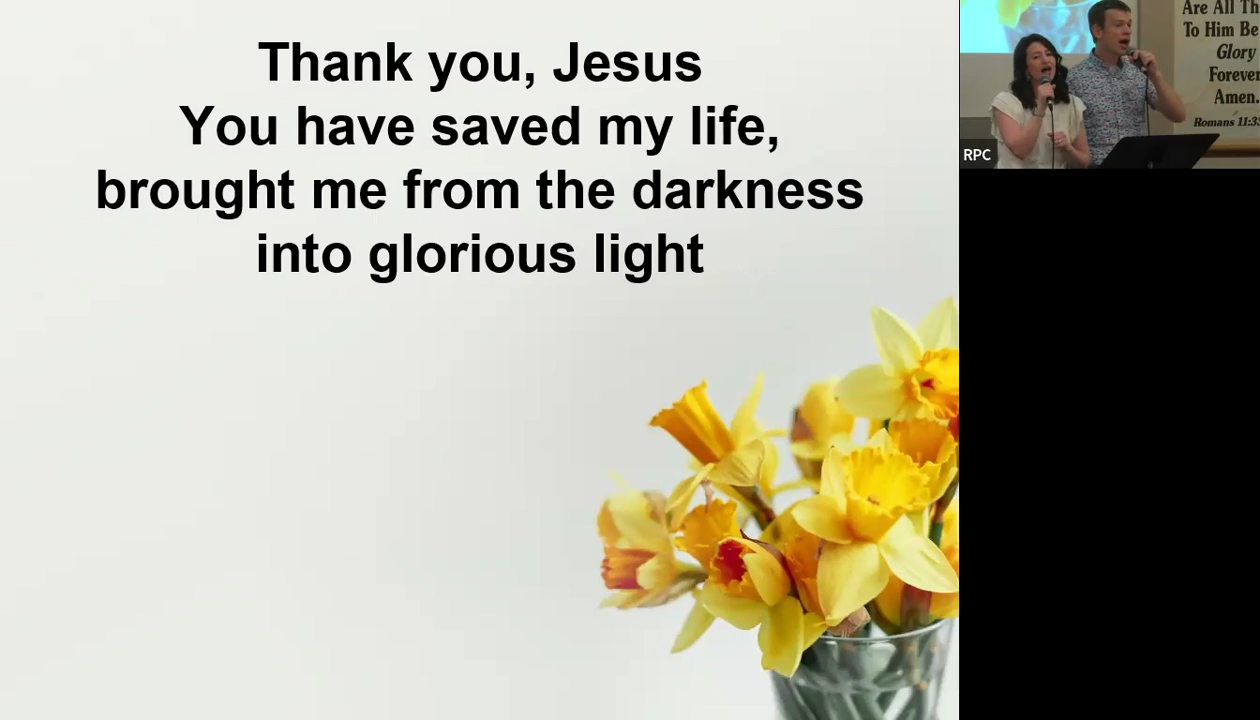 Thank you, Jesus
You have saved my life,
brought me from the darkness
into glorious light
Are All Th
To Him Be
Glory
Forever
Amen.
Romans 11:33
RPC